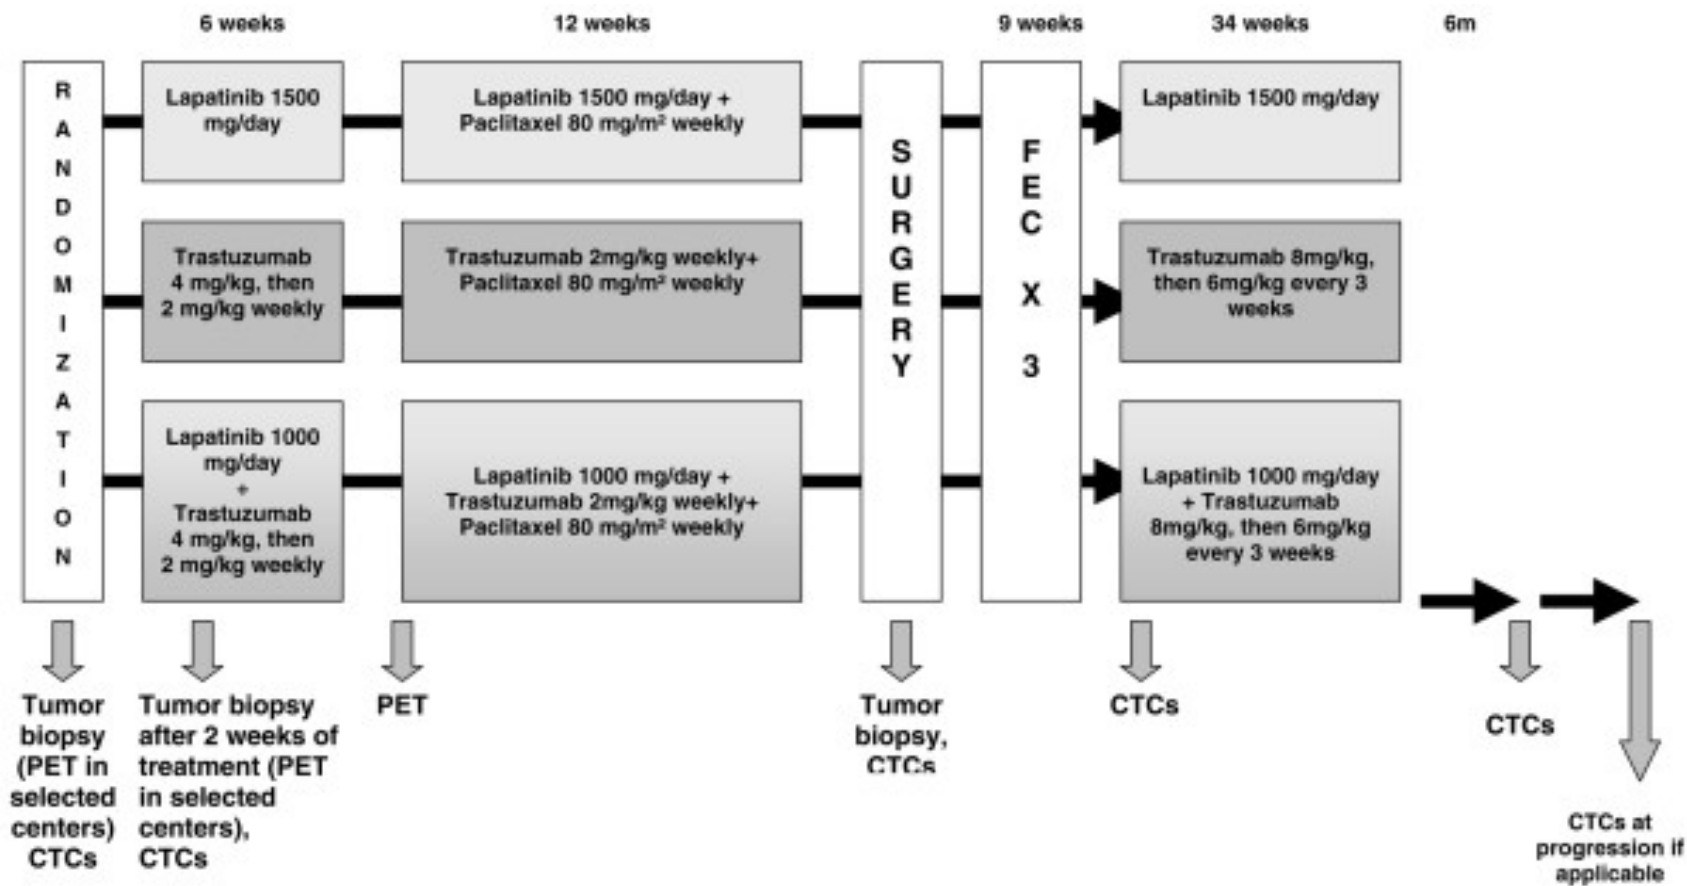 6 weeks
12 weeks
9 weeks
34 weeks
6m
R
A
N
D
O
M
I
Z
A
T
I
O
N
Lapatinib 1500
mg/day
Lapatinib 1500 mg/day +
Paclitaxel 80 mg/m² weekly
Trastuzumab
4 mg/kg, then
2 mg/kg weekly
Trastuzumab 2mg/kg weekly+
Paclitaxel 80 mg/m² weekly
Lapatinib 1000
mg/day
+
Trastuzumab
4 mg/kg, then
2 mg/kg weekly
Lapatinib 1000 mg/day +
Trastuzumab 2mg/kg weekly+
Paclitaxel 80 mg/m² weekly
S
U
R
G
E
R
Y
F
E
C
X
3
Lapatinib 1500 mg/day
Trastuzumab 8mg/kg,
then 6mg/kg every 3
weeks
Lapatinib 1000 mg/day
+ Trastuzumab
8mg/kg, then 6mg/kg
every 3 weeks
Tumor
biopsy
(PET in
selected
centers)
CTCs
Tumor biopsy
after 2 weeks of
treatment (PET
in selected
centers),
CTCs
PET
Tumor
biopsy,
CTCs
CTCs
CTCs
CTCs at
progression if
applicable